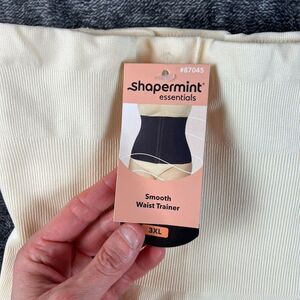 #87045
shapermint
essentials
Smooth
Waist Trainer
3XL